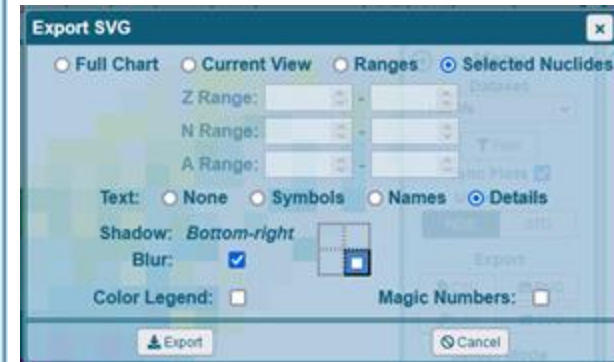 Export SVG
Full Chart Current View Ranges Selected Nuclides
Z Range: -
N Range: -
A Range: -
Text: None Symbols Names Details
Shadow: Bottom-right
Blur:
Color Legend: Magic Numbers:
Export Cancel